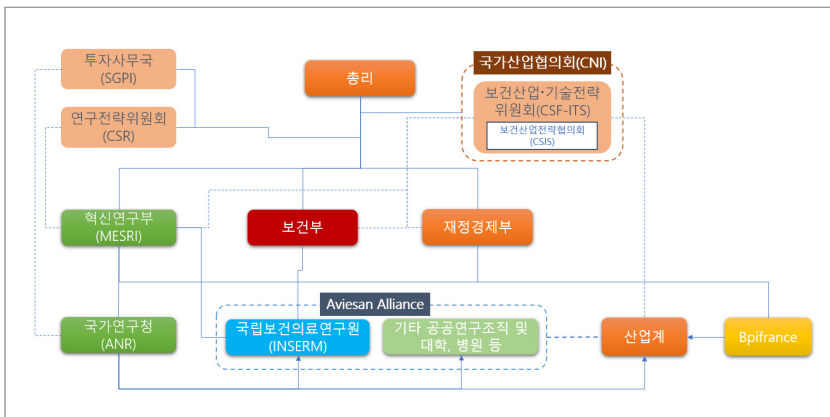 투자사무국
(SGPI)
총리
국가산업협의회(CNI)
보건산업·기술전략
위원회(CSF-ITS)
보건산업전략협의회
(CSIS)
연구전략위원회
(CSR)
혁신연구부
(MESRI)
보건부
재정경제부
Aviesan Alliance
국가연구청
(ANR)
국립보건의료연구원
(INSERM)
기타 공공연구조직 및
대학, 병원 등
산업계
Bpifrance